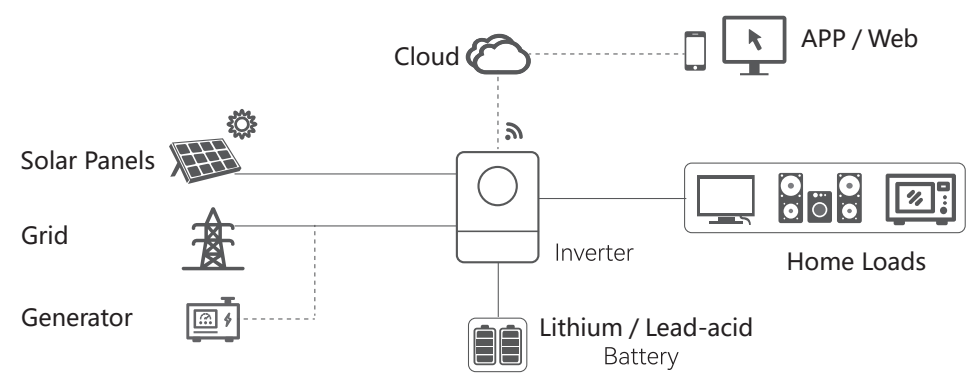 Cloud
APP / Web
Solar Panels
Grid
Inverter
Home Loads
Generator
Lithium / Lead-acid
Battery